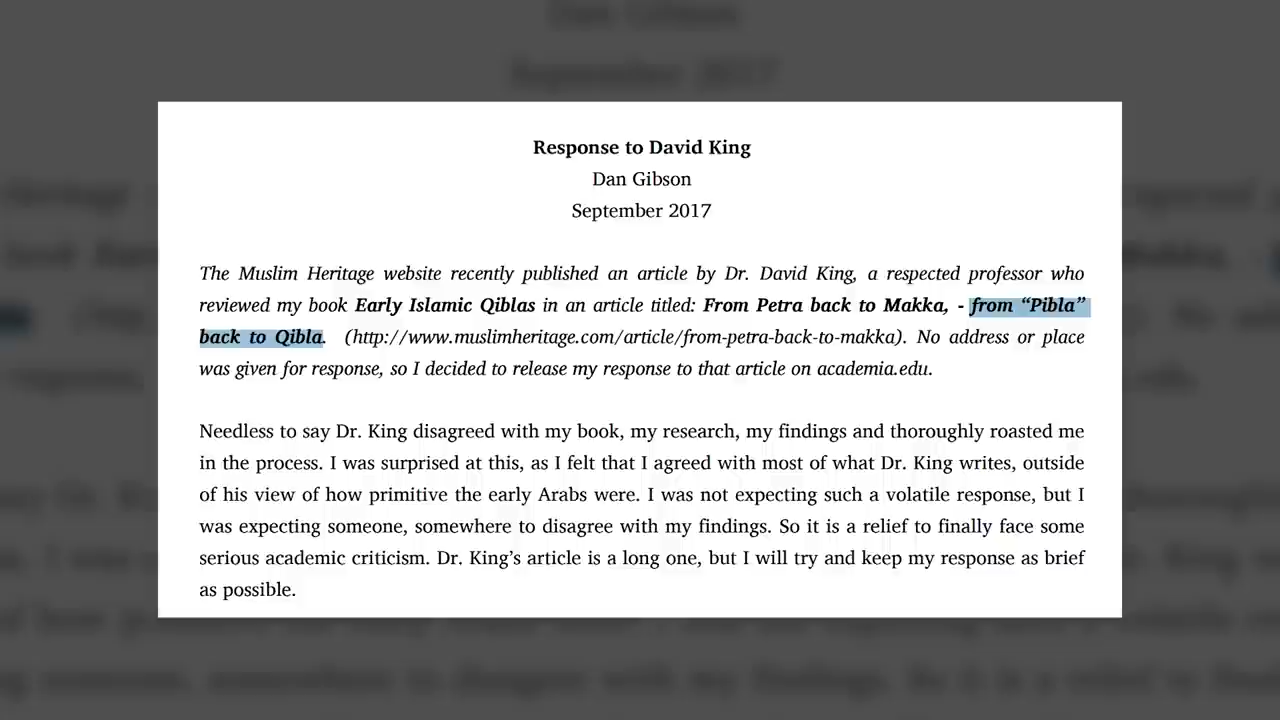 Dan Gibson
September 2017
Response to David King
Dan Gibson
September 2017
The Muslim Heritage website recently published an article by Dr. David King, a respected professor who
reviewed my book Early Islamic Qiblas in an article titled: From Petra back to Makka, - from “Pibla”
back to Qibla. (http://www.muslimheritage.com/article/from-petra-back-to-makka). No address or place
was given for response, so I decided to release my response to that article on academia.edu.
Needless to say Dr. King disagreed with my book, my research, my findings and thoroughly roasted me
in the process. I was surprised at this, as I felt that I agreed with most of what Dr. King writes, outside
of his view of how primitive the early Arabs were. I was not expecting such a volatile response, but I
was expecting someone, somewhere to disagree with my findings. So it is a relief to finally face some
serious academic criticism. Dr. King’s article is a long one, but I will try and keep my response as brief
as possible.